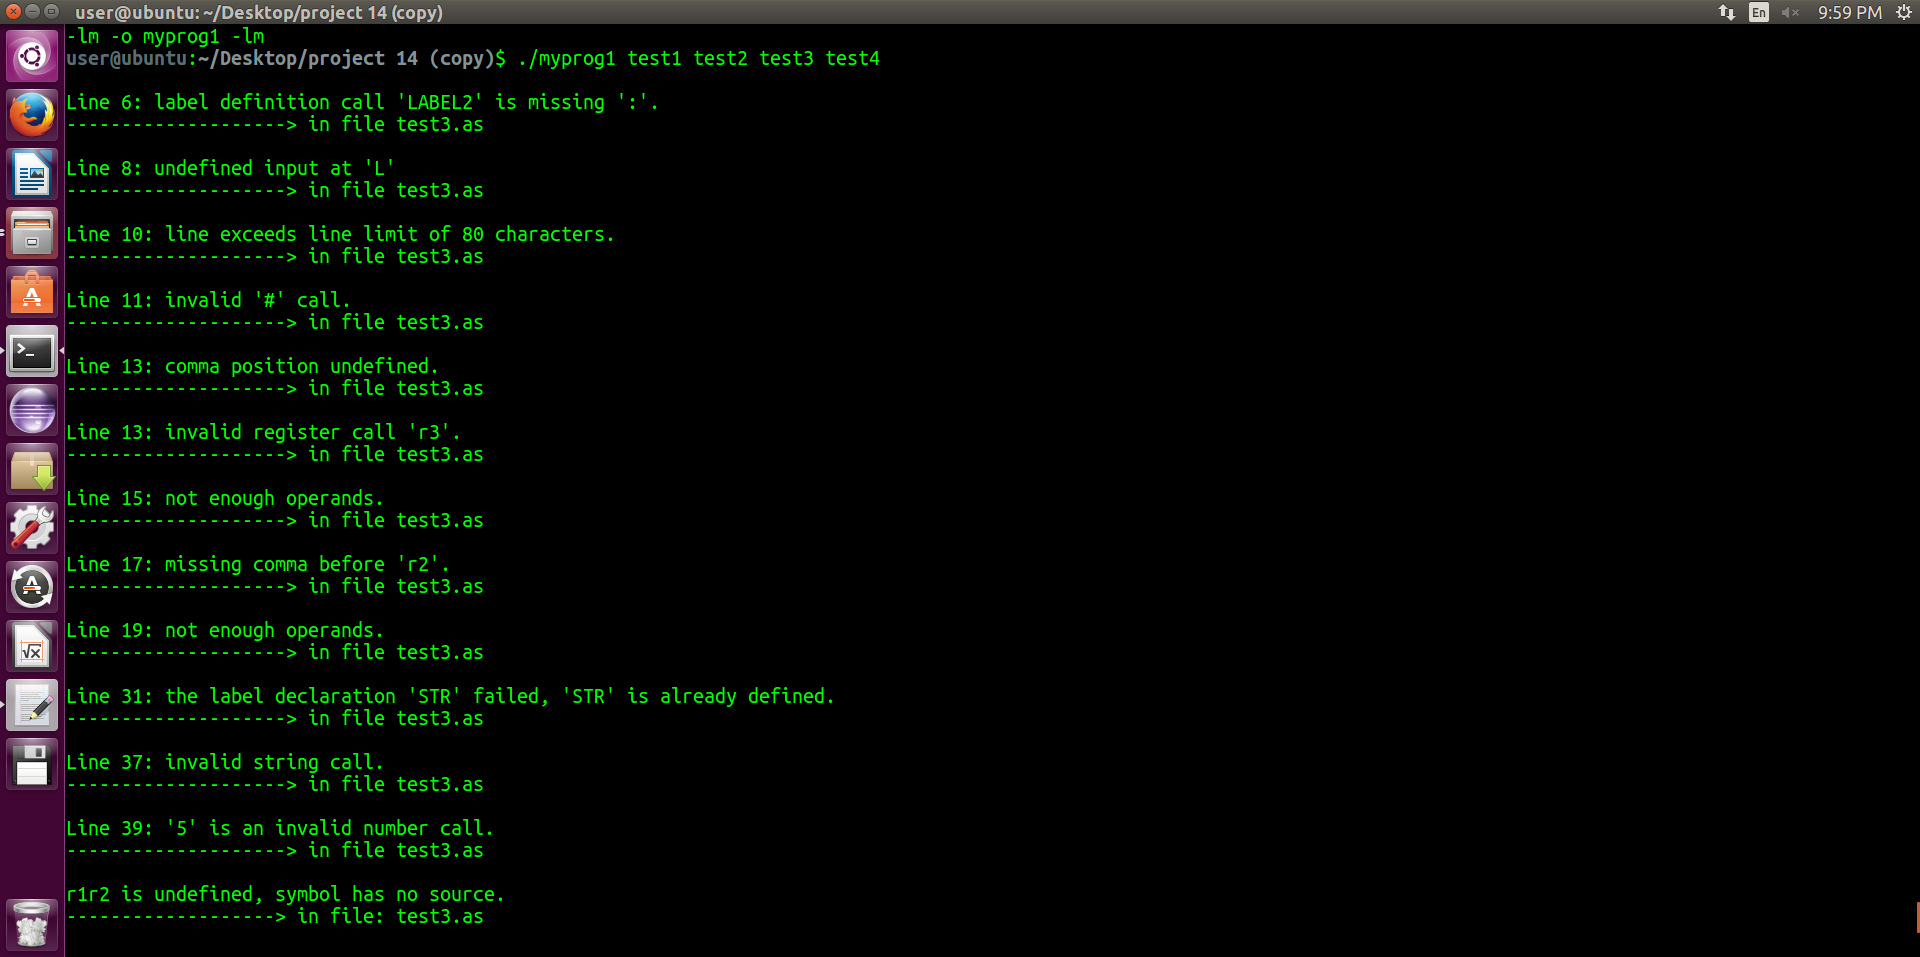 user@ubuntu: ~/Desktop/project 14 (copy)
En
9:59 PM
-lm -o myprog1 -lm
user@ubuntu:~/Desktop/project 14 (copy)$ ./myprog1 test1 test2 test3 test4
Line 6: label definition call 'LABEL2' is missing ':'.
--------------------> in file test3.as
Line 8: undefined input at 'L'
--------------------> in file test3.as
Line 10: line exceeds line limit of 80 characters.
--------------------> in file test3.as
Line 11: invalid '#' call.
--------------------> in file test3.as
Line 13: comma position undefined.
--------------------> in file test3.as
Line 13: invalid register call 'r3'.
--------------------> in file test3.as
Line 15: not enough operands.
--------------------> in file test3.as
Line 17: missing comma before 'r2'.
--------------------> in file test3.as
Line 19: not enough operands.
--------------------> in file test3.as
Line 31: the label declaration 'STR' failed, 'STR' is already defined.
--------------------> in file test3.as
Line 37: invalid string call.
--------------------> in file test3.as
Line 39: '5' is an invalid number call.
--------------------> in file test3.as
r1r2 is undefined, symbol has no source.
-------------------> in file: test3.as